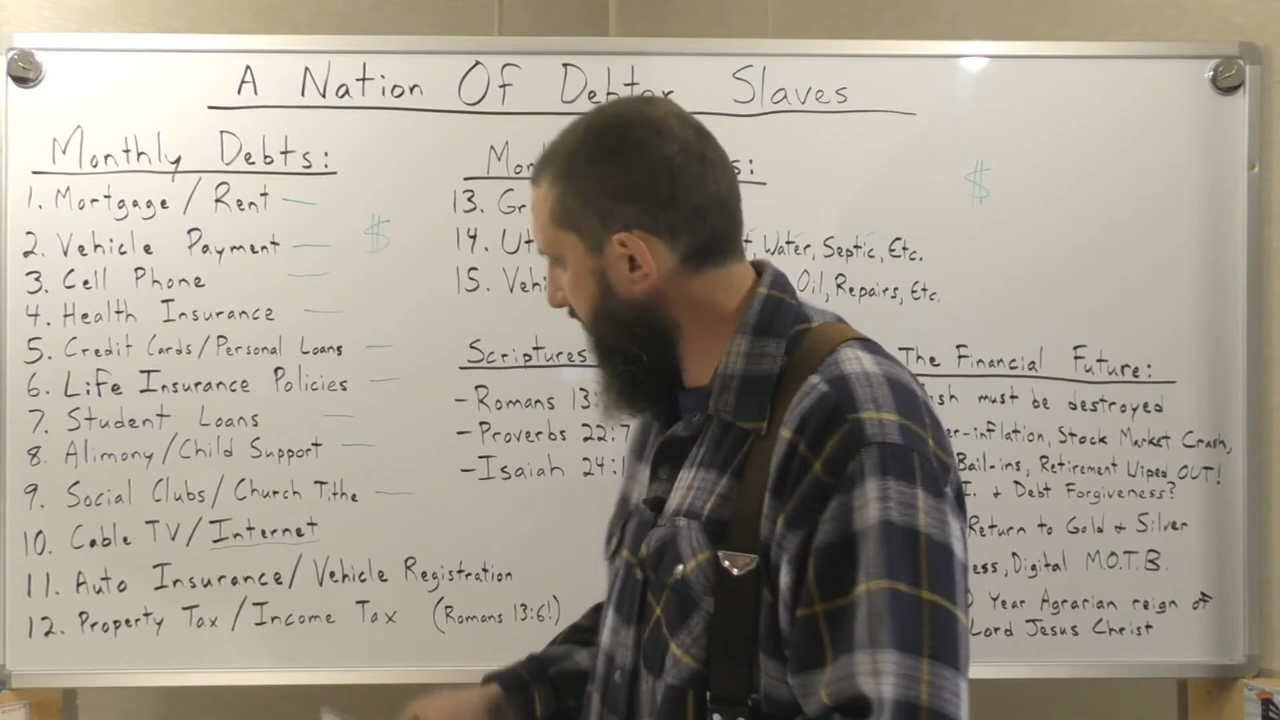 A Nation Of Debtor Slaves
Monthly Debts:
1. Mortgage / Rent
2. Vehicle Payment
$
3. Cell Phone
4. Health Insurance
5. Credit Cards / Personal Loans
6. Life Insurance Policies
7. Student Loans
8. Alimony / Child Support
9. Social Clubs / Church Tithe
10. Cable TV / Internet
11. Auto Insurance / Vehicle Registration
12. Property Tax / Income Tax (Romans 13:6!)
Mon s:
13. Gr
14. Ut t, Water, Septic, Etc.
15. Vehi Oil, Repairs, Etc.
$
Scriptures
- Romans 13:
- Proverbs 22:7
- Isaiah 24:1
The Financial Future:
sh must be destroyed
er-inflation, Stock Market Crash,
Bail-ins, Retirement Wiped OUT!
I. + Debt Forgiveness?
Return to Gold + Silver
ess, Digital M.O.T.B.
Year Agrarian reign of
Lord Jesus Christ